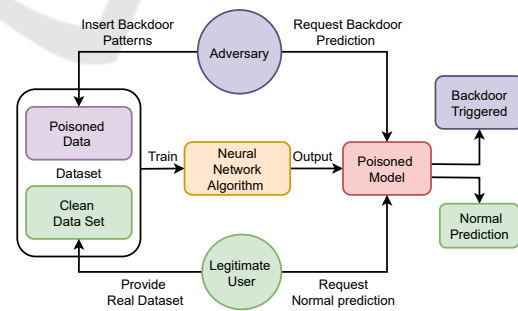 Insert Backdoor
Patterns
Adversary
Request Backdoor
Prediction
Backdoor
Triggered
Poisoned
Data
Dataset
Clean
Data Set
Train
Neural
Network
Algorithm
Output
Poisoned
Model
Normal
Prediction
Provide
Real Dataset
Legitimate
User
Request
Normal prediction